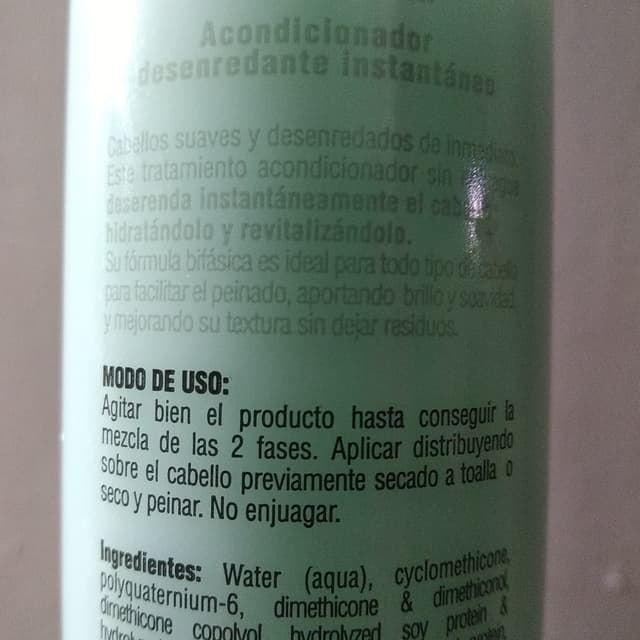 Acondicionador
desenredante instantáneo
Cabellos suaves y desenredados de inmediato.
Este tratamiento acondicionador sin
deserenda instantáneamente el
hidratándolo y revitalizándolo.
Su fórmula bifásica es ideal para todo tipo de cabello
para facilitar el peinado, aportando brillo y suavidad,
y mejorando su textura sin dejar residuos.
MODO DE USO:
Agitar bien el producto hasta conseguir la
mezcla de las 2 fases. Aplicar distribuyendo
sobre el cabello previamente secado a toalla o
seco y peinar. No enjuagar.
Ingredientes: Water (aqua), cyclomethicone,
polyquaternium-6, dimethicone & dimethiconol,
dimethicone copolyol, hydrolyzed soy protein &